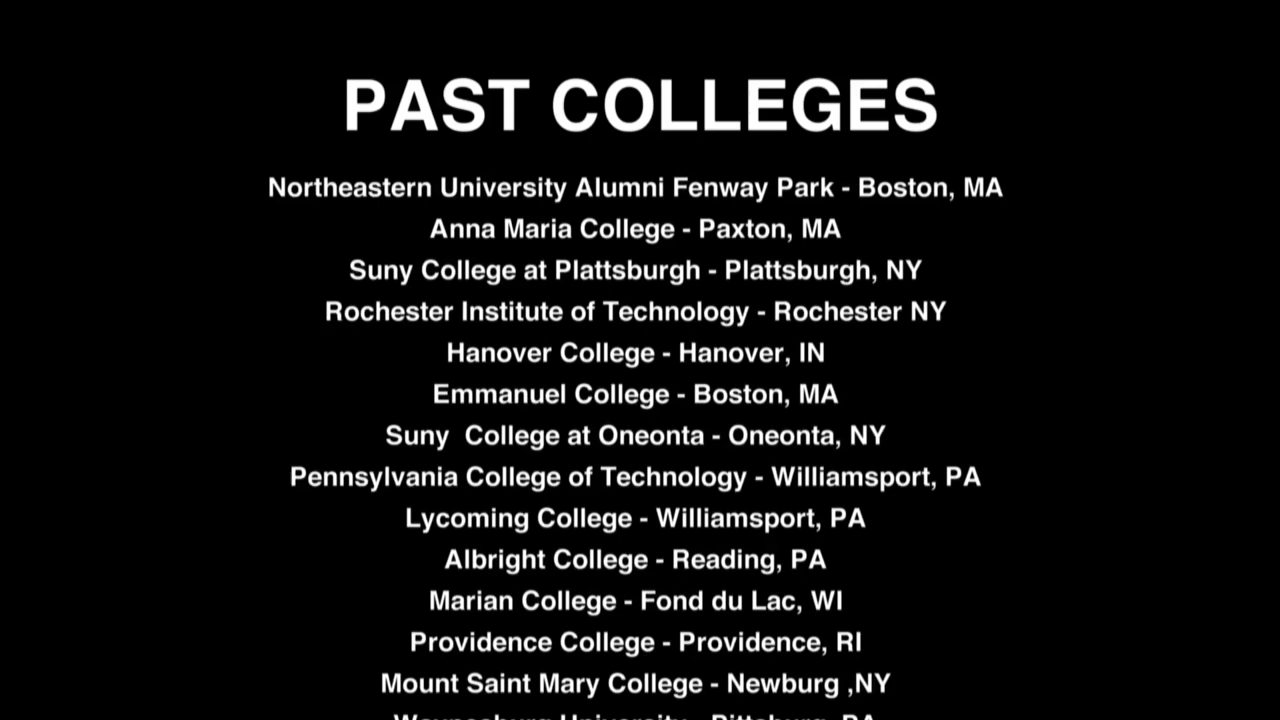 PAST COLLEGES
Northeastern University Alumni Fenway Park - Boston, MA
Anna Maria College - Paxton, MA
Suny College at Plattsburgh - Plattsburgh, NY
Rochester Institute of Technology - Rochester NY
Hanover College - Hanover, IN
Emmanuel College - Boston, MA
Suny  College at Oneonta - Oneonta, NY
Pennsylvania College of Technology - Williamsport, PA
Lycoming College - Williamsport, PA
Albright College - Reading, PA
Marian College - Fond du Lac, WI
Providence College - Providence, RI
Mount Saint Mary College - Newburg ,NY